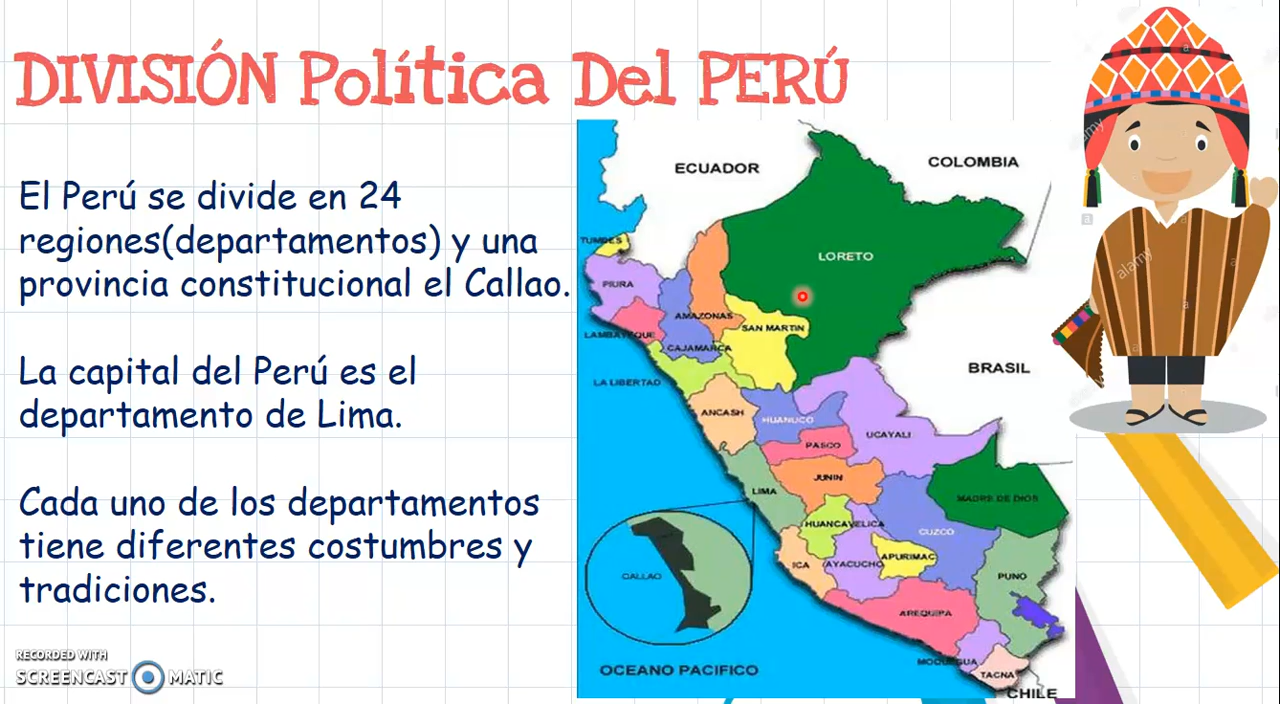 DIVISIÓN Política Del PERÚ
El Perú se divide en 24
regiones(departamentos) y una
provincia constitucional el Callao.
La capital del Perú es el
departamento de Lima.
Cada uno de los departamentos
tiene diferentes costumbres y
tradiciones.
RECORDED WITH
SCREENCAST MATIC
ECUADOR
COLOMBIA
TUMBES
LORETO
PIURA
AMAZONAS
LAMBAYEQUE
SAN MARTIN
CAJAMARCA
BRASIL
LA LIBERTAD
ANCASH
HUANUCO
UCAYALI
PASCO
JUNIN
LIMA
MADRE DE DIOS
HUANCAVELICA
CUZCO
APURIMAC
ICA
AYACUCHO
CALLAO
PUNO
AREQUIPA
MOQUEGUA
OCEANO PACIFICO
TACNA
CHILE
alamy
a
a
alamy
a
a
a